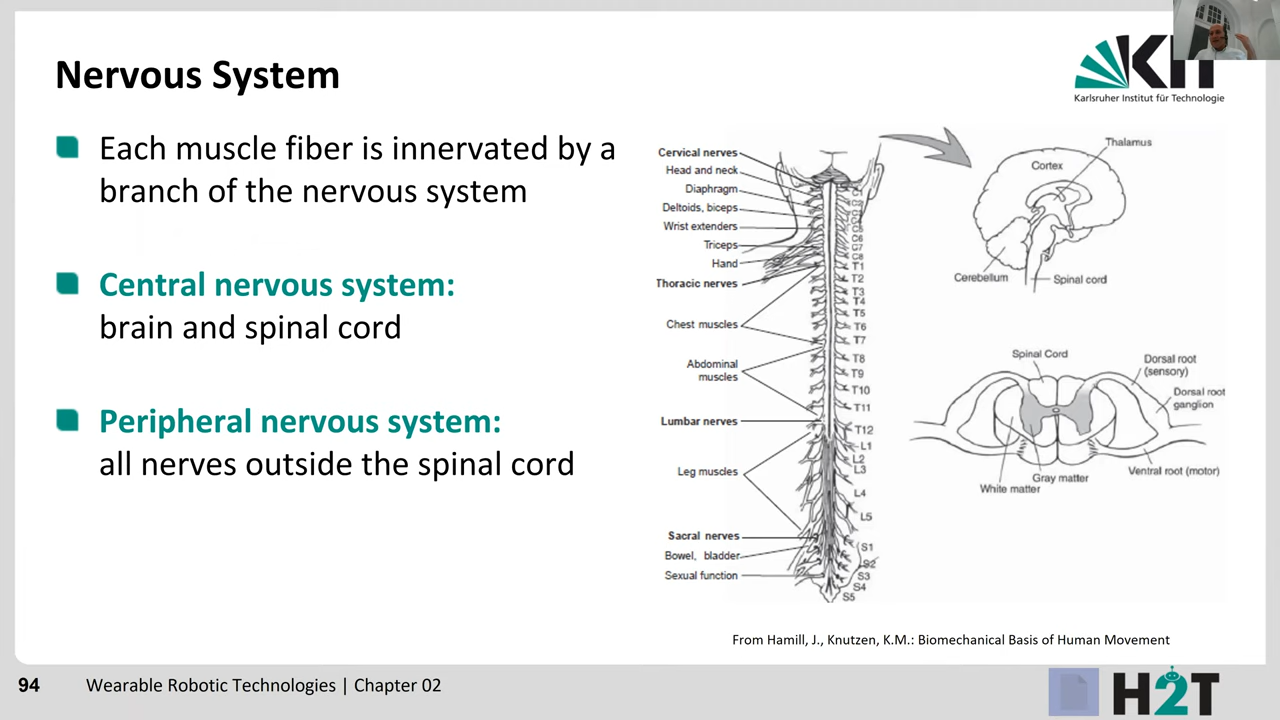 Nervous System
KIT
Karlsruher Institut für Technologie
Each muscle fiber is innervated by a
branch of the nervous system
Central nervous system:
brain and spinal cord
Peripheral nervous system:
all nerves outside the spinal cord
Cervical nerves
Head and neck
Diaphragm
Deltoids, biceps
Wrist extenders
Triceps
Hand
Thoracic nerves
Chest muscles
Abdominal
muscles
Lumbar nerves
Leg muscles
Sacral nerves
Bowel, bladder
Sexual function
C2
C5
C6
C7
C8
T1
T2
T3
T4
T5
T6
T7
T8
T9
T10
T11
T12
L1
L2
L3
L4
L5
S1
S2
S3
S4
S5
Thalamus
Cortex
Cerebellum
Spinal cord
Spinal Cord
Dorsal root
(sensory)
Dorsal root
ganglion
Ventral root (motor)
Gray matter
White matter
From Hamill, J., Knutzen, K.M.: Biomechanical Basis of Human Movement
94
Wearable Robotic Technologies | Chapter 02
H2T